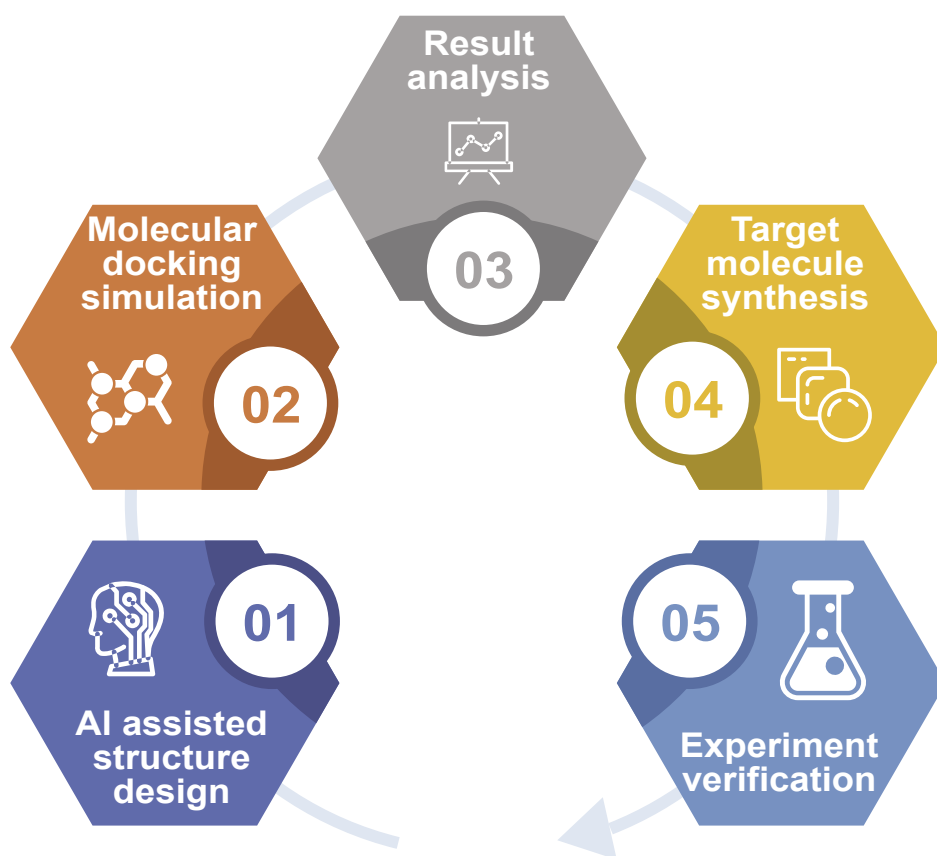 01
AI assisted
structure
design
Molecular
docking
simulation
02
Result
analysis
03
Target
molecule
synthesis
04
05
Experiment
verification